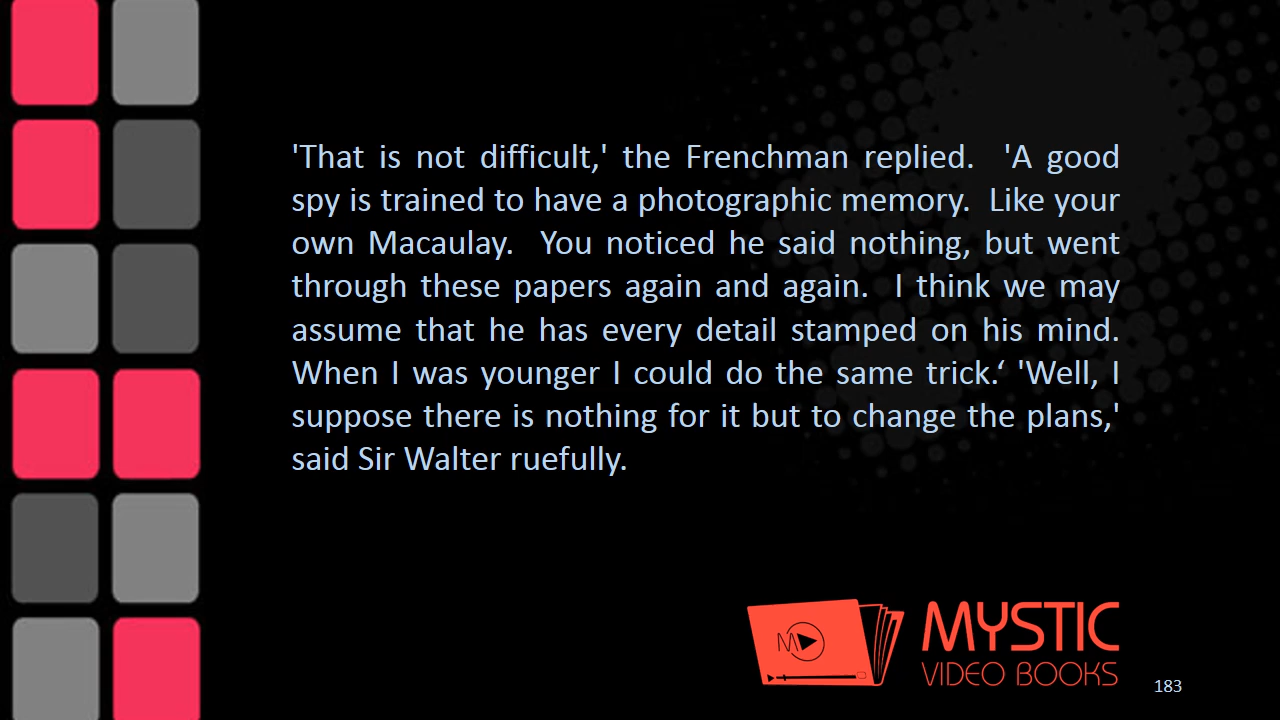 'That is not difficult,' the Frenchman replied.  'A good
spy is trained to have a photographic memory.  Like your
own Macaulay.  You noticed he said nothing, but went
through these papers again and again.  I think we may
assume that he has every detail stamped on his mind.
When I was younger I could do the same trick.‘ 'Well, I
suppose there is nothing for it but to change the plans,'
said Sir Walter ruefully.
M
MYSTIC
VIDEO BOOKS
183